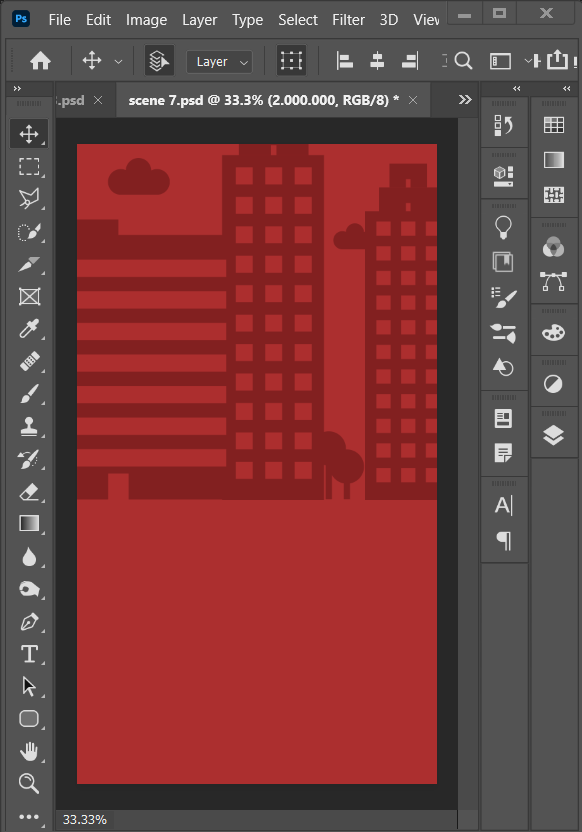 Ps File Edit Image Layer Type Select Filter 3D View
Layer
.psd × scene 7.psd @ 33.3% (2.000.000, RGB/8) * ×
T
A
33.33%